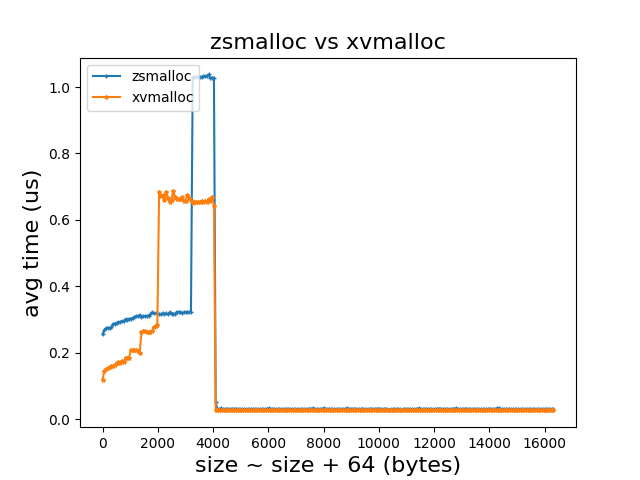 zsmalloc vs xvmalloc
zsmalloc
xvmalloc
1.0
0.8
0.6
0.4
0.2
0.0
avg time (us)
0 2000 4000 6000 8000 10000 12000 14000 16000
size ~ size + 64 (bytes)